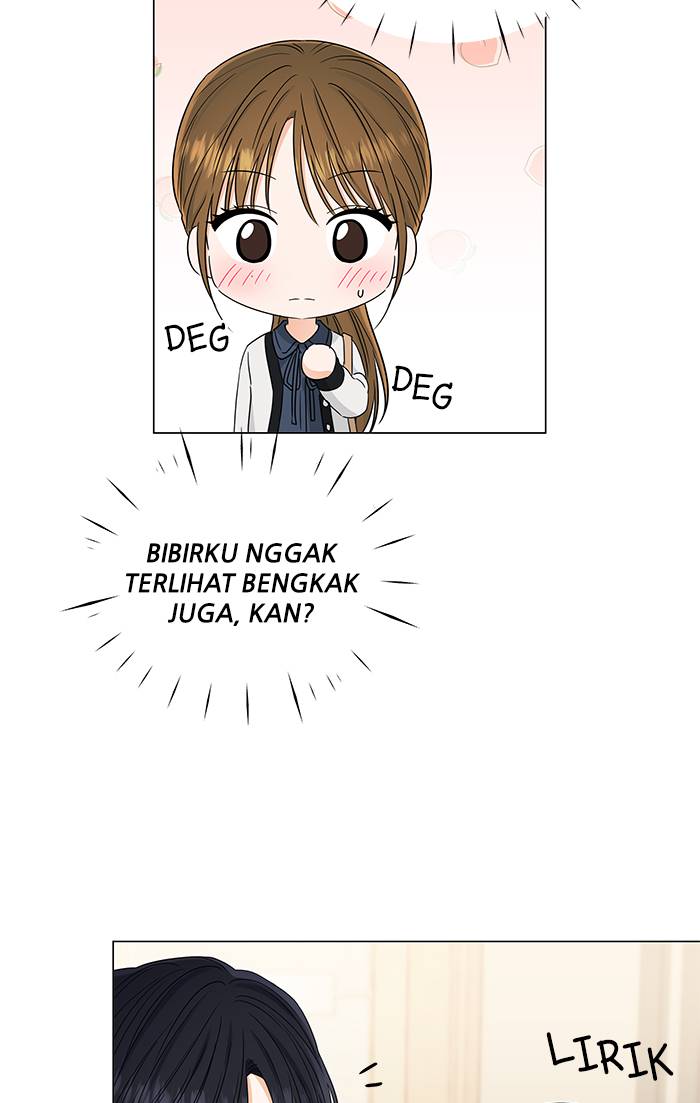 DEG
DEG
BIBIRKU NGGAK
TERLIHAT BENGKAK
JUGA, KAN?
LIRIK